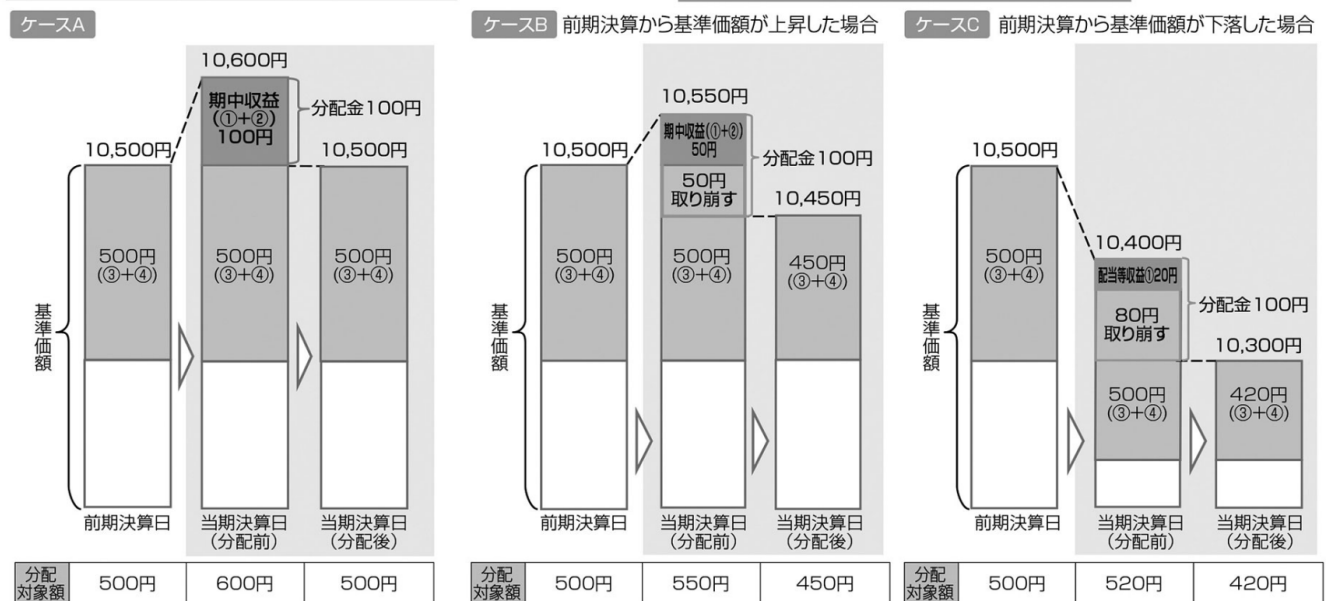 ケースA
10,600円
期中収益
(①+②)
100円
分配金100円
10,500円
10,500円
500円
(③+④)
500円
(③+④)
500円
(③+④)
基準価額
前期決算日
当期決算日
(分配前)
当期決算日
(分配後)
分配
対象額
500円
600円
500円
ケースB 前期決算から基準価額が上昇した場合
10,550円
期中収益(①+②)
50円
分配金100円
10,500円
50円
取り崩す
10,450円
500円
(③+④)
500円
(③+④)
450円
(③+④)
基準価額
前期決算日
当期決算日
(分配前)
当期決算日
(分配後)
分配
対象額
500円
550円
450円
ケースC 前期決算から基準価額が下落した場合
10,500円
10,400円
配当等収益①20円
分配金100円
80円
取り崩す
10,300円
500円
(③+④)
500円
(③+④)
420円
(③+④)
基準価額
前期決算日
当期決算日
(分配前)
当期決算日
(分配後)
分配
対象額
500円
520円
420円